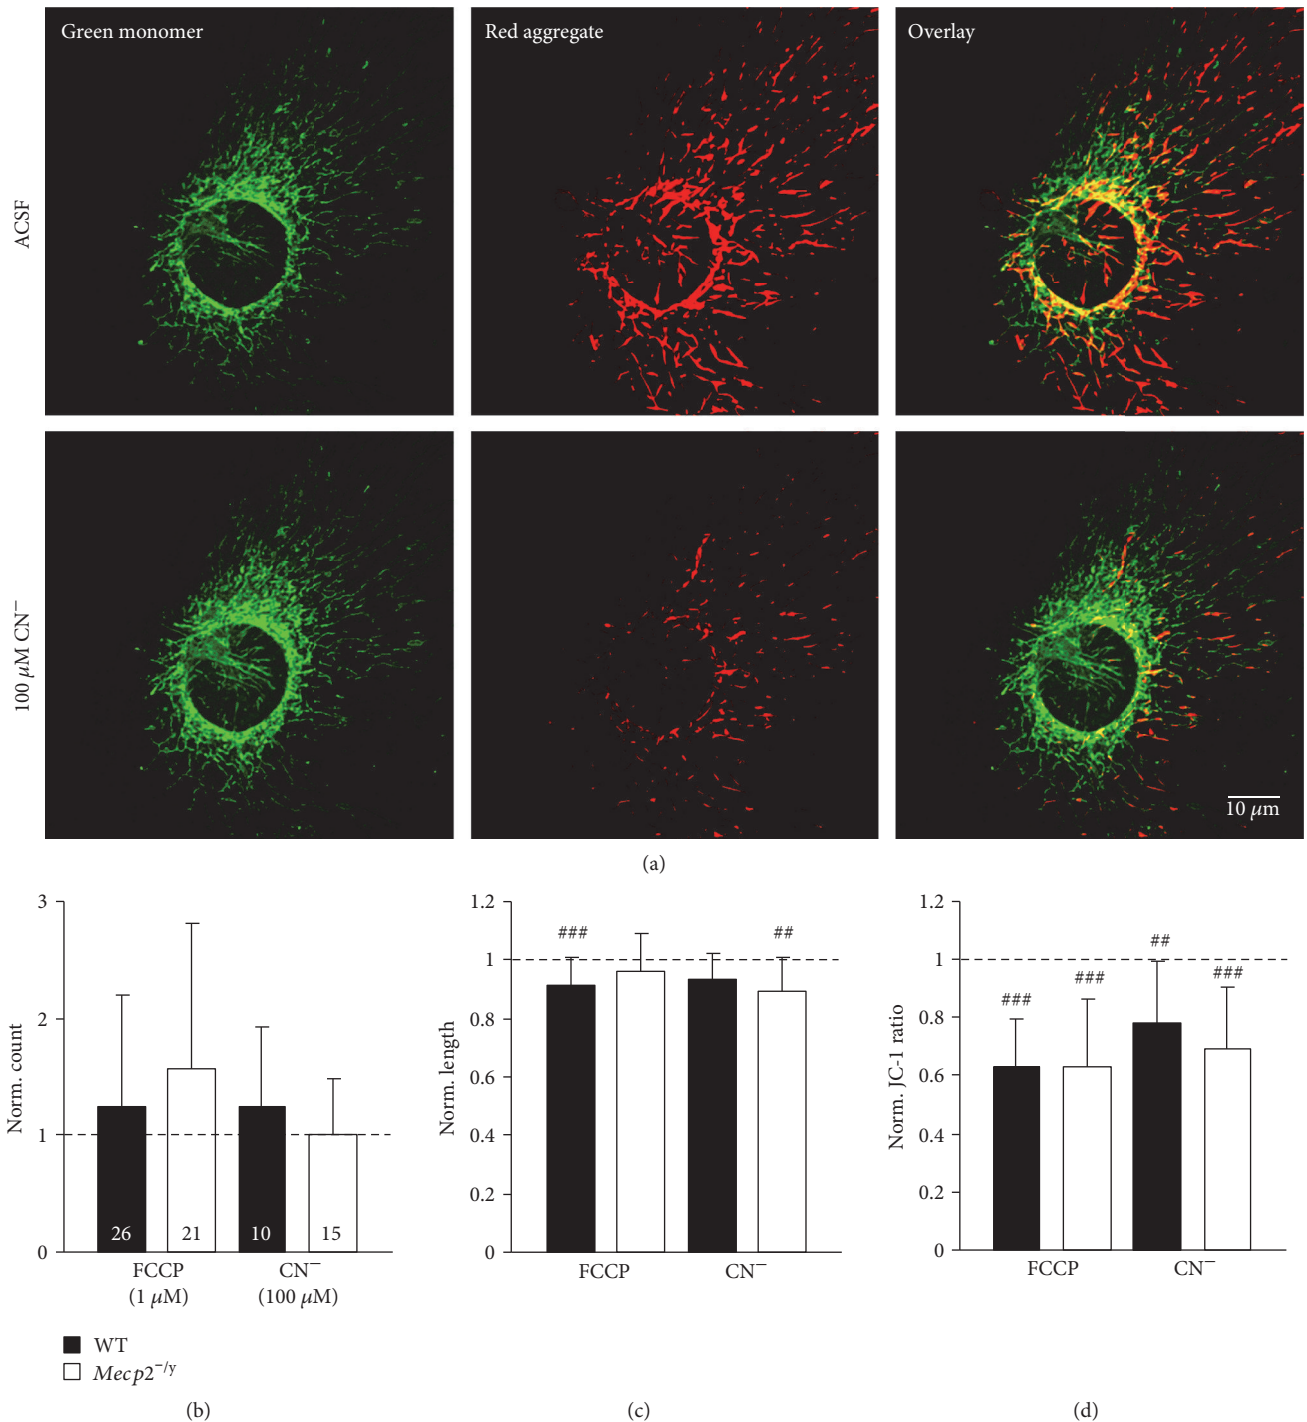 Green monomer
Red aggregate
Overlay
ACSF
100 μM CN⁻
10 μm
(a)
3
2
1
0
Norm. count
26
21
10
15
FCCP
(1 μM)
CN⁻
(100 μM)
WT
Mecp2⁻/ʸ
(b)
1.2
1
0.8
0.6
0.4
0.2
0
Norm. length
###
##
FCCP
CN⁻
(c)
1.2
1
0.8
0.6
0.4
0.2
0
Norm. JC-1 ratio
###
###
##
###
FCCP
CN⁻
(d)